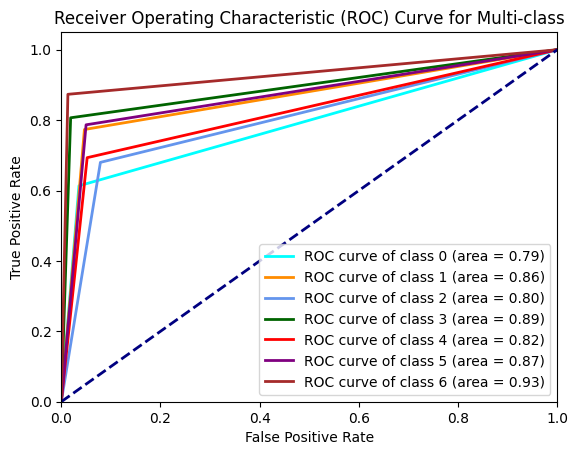 Receiver Operating Characteristic (ROC) Curve for Multi-class
1.0
0.8
0.6
0.4
0.2
0.0
True Positive Rate
ROC curve of class 0 (area = 0.79)
ROC curve of class 1 (area = 0.86)
ROC curve of class 2 (area = 0.80)
ROC curve of class 3 (area = 0.89)
ROC curve of class 4 (area = 0.82)
ROC curve of class 5 (area = 0.87)
ROC curve of class 6 (area = 0.93)
0.0 0.2 0.4 0.6 0.8 1.0
False Positive Rate